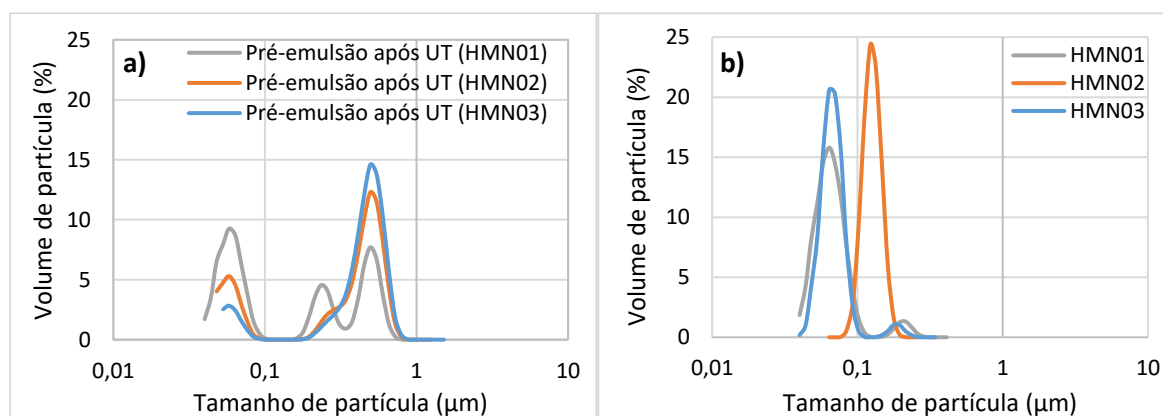 a)
Pré-emulsão após UT (HMN01)
Pré-emulsão após UT (HMN02)
Pré-emulsão após UT (HMN03)
Volume de partícula (%)
25
20
15
10
5
0
0,01 0,1 1 10
Tamanho de partícula (µm)
b)
HMN01
HMN02
HMN03
Volume de partícula (%)
25
20
15
10
5
0
0,01 0,1 1 10
Tamanho de partícula (µm)